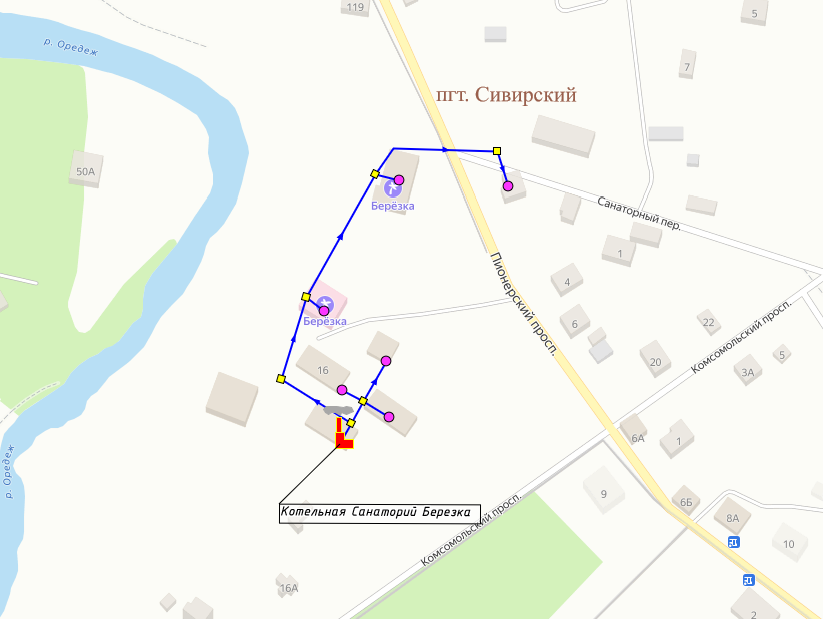 119
5
р. Оредеж
7
пгт. Сивирский
50А
Берёзка
Санаторный пер.
1
Пионерский просп.
4
Берёзка
6
22
Комсомольский просп.
20
5
3А
16
6А
1
9
6Б
8А
р. Оредеж
Котельная Санаторий Березка
Комсомольский просп.
10
16А
2